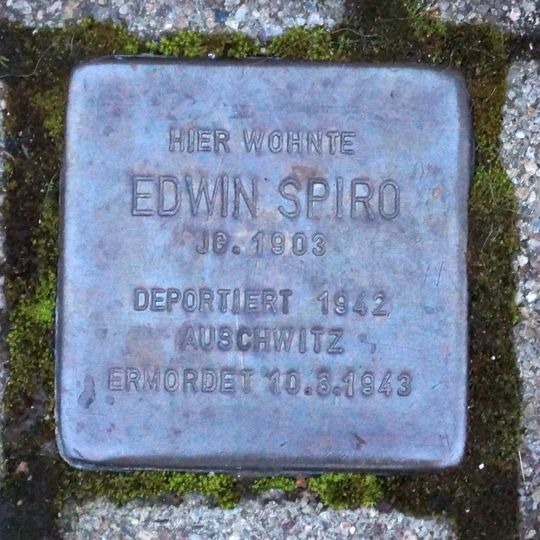 HIER WOHNTE
EDWIN SPIRO
JG. 1903
DEPORTIERT 1942
AUSCHWITZ
ERMORDET 10.3.1943